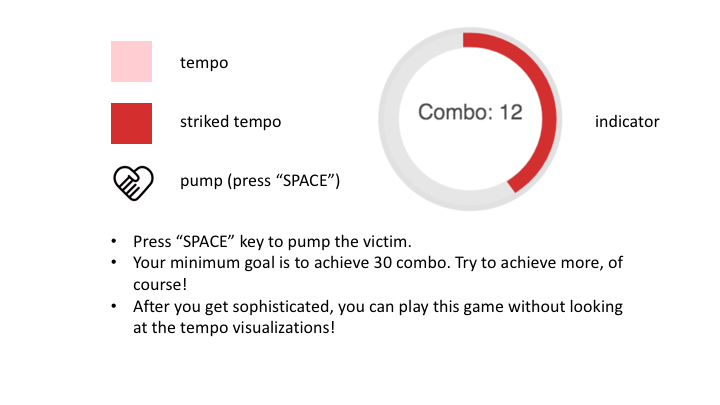 tempo
Combo: 12
striked tempo
indicator
pump (press “SPACE”)
• Press “SPACE” key to pump the victim.
• Your minimum goal is to achieve 30 combo. Try to achieve more, of
course!
• After you get sophisticated, you can play this game without looking
at the tempo visualizations!